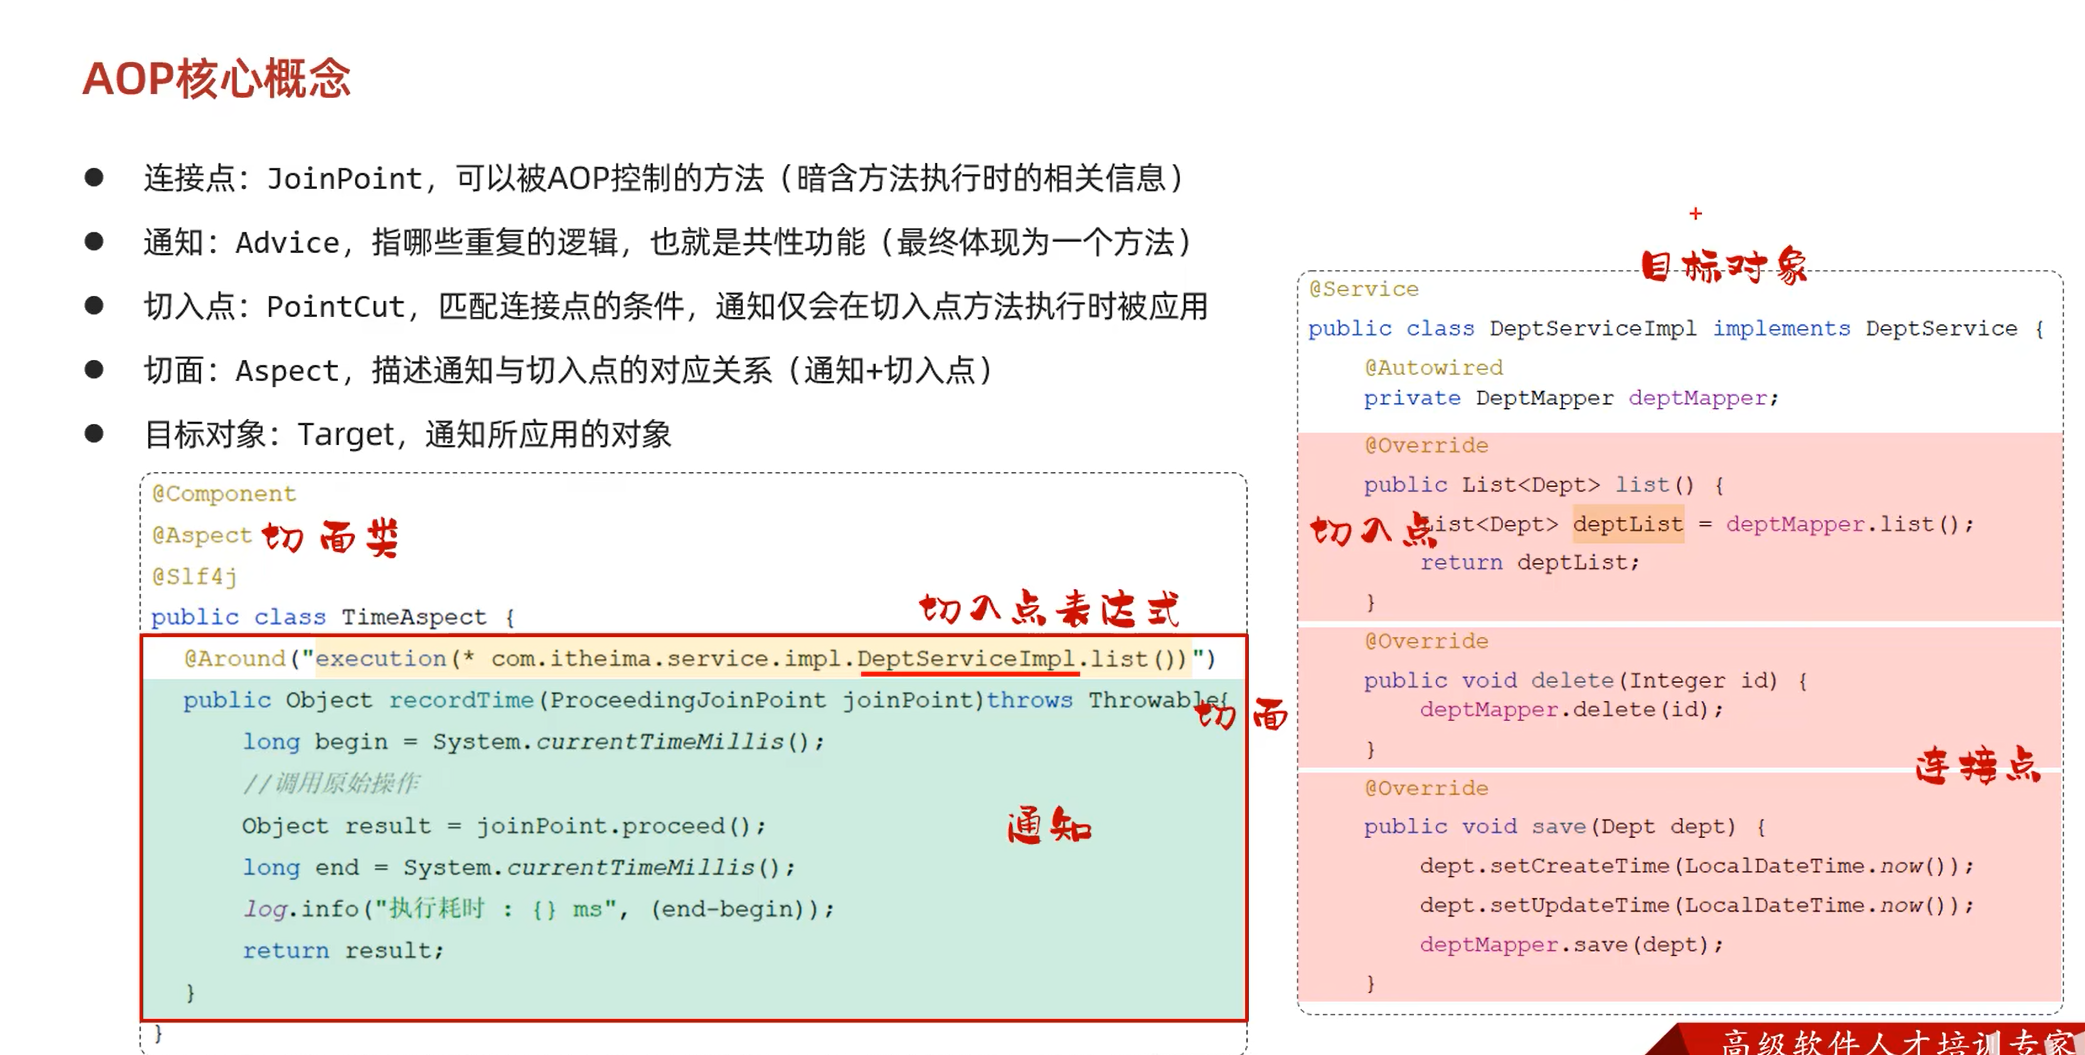 AOP核心概念
● 连接点：JoinPoint，可以被AOP控制的方法（暗含方法执行时的相关信息）
● 通知：Advice，指哪些重复的逻辑，也就是共性功能（最终体现为一个方法）
● 切入点：PointCut，匹配连接点的条件，通知仅会在切入点方法执行时被应用
● 切面：Aspect，描述通知与切入点的对应关系（通知+切入点）
● 目标对象：Target，通知所应用的对象
@Component
@Aspect 切面类
@Slf4j
public class TimeAspect {
切入点表达式
@Around("execution(* com.itheima.service.impl.DeptServiceImpl.list())")
public Object recordTime(ProceedingJoinPoint joinPoint)throws Throwable{
切面
long begin = System.currentTimeMillis();
//调用原始操作
Object result = joinPoint.proceed();
通知
long end = System.currentTimeMillis();
log.info("执行耗时 : {} ms", (end-begin));
return result;
}
}
目标对象
@Service
public class DeptServiceImpl implements DeptService {
@Autowired
private DeptMapper deptMapper;
@Override
public List<Dept> list() {
切入点
List<Dept> deptList = deptMapper.list();
return deptList;
}
@Override
public void delete(Integer id) {
deptMapper.delete(id);
}
连接点
@Override
public void save(Dept dept) {
dept.setCreateTime(LocalDateTime.now());
dept.setUpdateTime(LocalDateTime.now());
deptMapper.save(dept);
}
高级软件人才培训专家